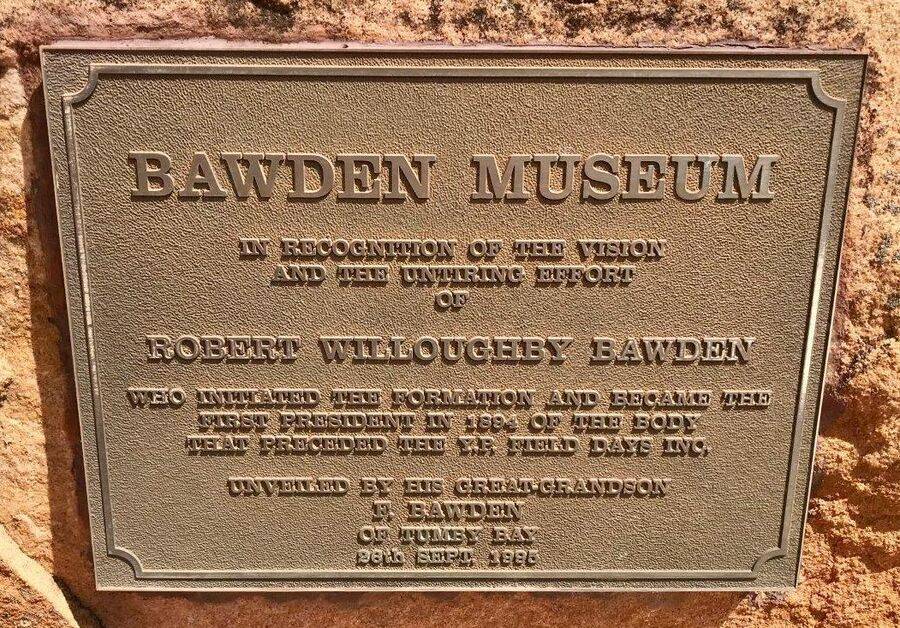 BAWDEN MUSEUM
IN RECOGNITION OF THE VISION
AND THE UNTIRING EFFORT
OF
ROBERT WILLOUGHBY BAWDEN
WHO INITIATED THE FORMATION AND BECAME THE
FIRST PRESIDENT IN 1894 OF THE BODY
THAT PRECEDED THE Y.P. FIELD DAYS INC.
UNVEILED BY HIS GREAT-GRANDSON
BAWDEN
OF TUMBY BAY
SEPT. 1995